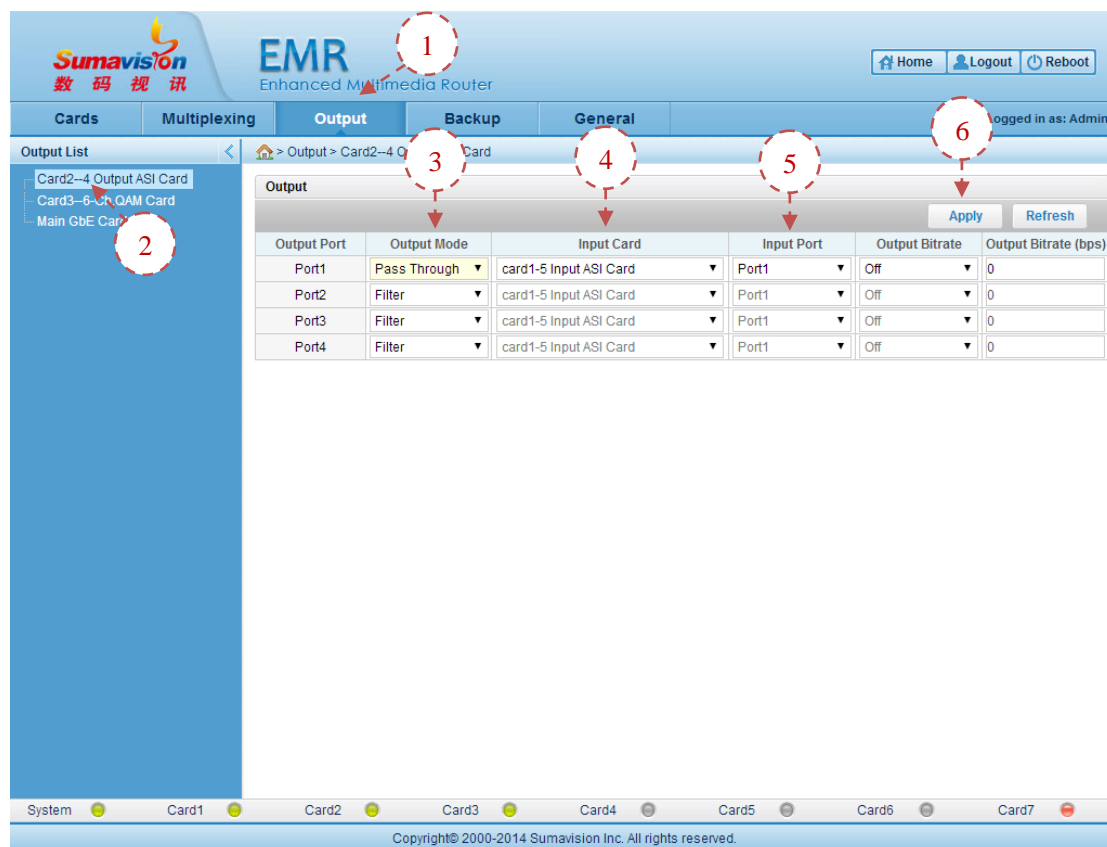 Sumavision
数码视讯
EMR
Enhanced Multimedia Router
Home Logout Reboot
Cards Multiplexing Output Backup General
logged in as: Admin
Output List
> Output > Card2--4 Card
Card2--4 Output ASI Card
Card3--6-Ch QAM Card
Main GbE Card
Output
Apply Refresh
Output Port Output Mode Input Card Input Port Output Bitrate Output Bitrate (bps)
Port1 Pass Through card1-5 Input ASI Card Port1 Off 0
Port2 Filter card1-5 Input ASI Card Port1 Off 0
Port3 Filter card1-5 Input ASI Card Port1 Off 0
Port4 Filter card1-5 Input ASI Card Port1 Off 0
1
2
3
4
5
6
System Card1 Card2 Card3 Card4 Card5 Card6 Card7
Copyright© 2000-2014 Sumavision Inc. All rights reserved.